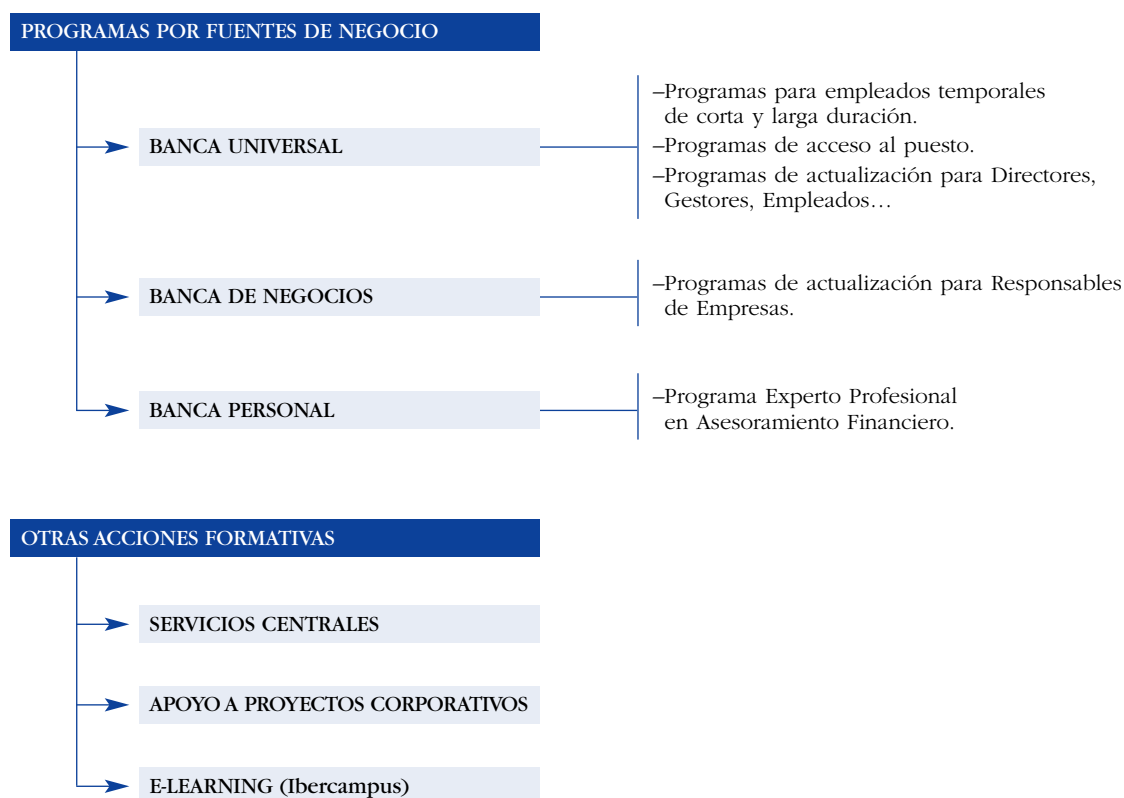 PROGRAMAS POR FUENTES DE NEGOCIO
BANCA UNIVERSAL
–Programas para empleados temporales
de corta y larga duración.
–Programas de acceso al puesto.
–Programas de actualización para Directores,
Gestores, Empleados…
BANCA DE NEGOCIOS
–Programas de actualización para Responsables
de Empresas.
BANCA PERSONAL
–Programa Experto Profesional
en Asesoramiento Financiero.
OTRAS ACCIONES FORMATIVAS
SERVICIOS CENTRALES
APOYO A PROYECTOS CORPORATIVOS
E-LEARNING (Ibercampus)